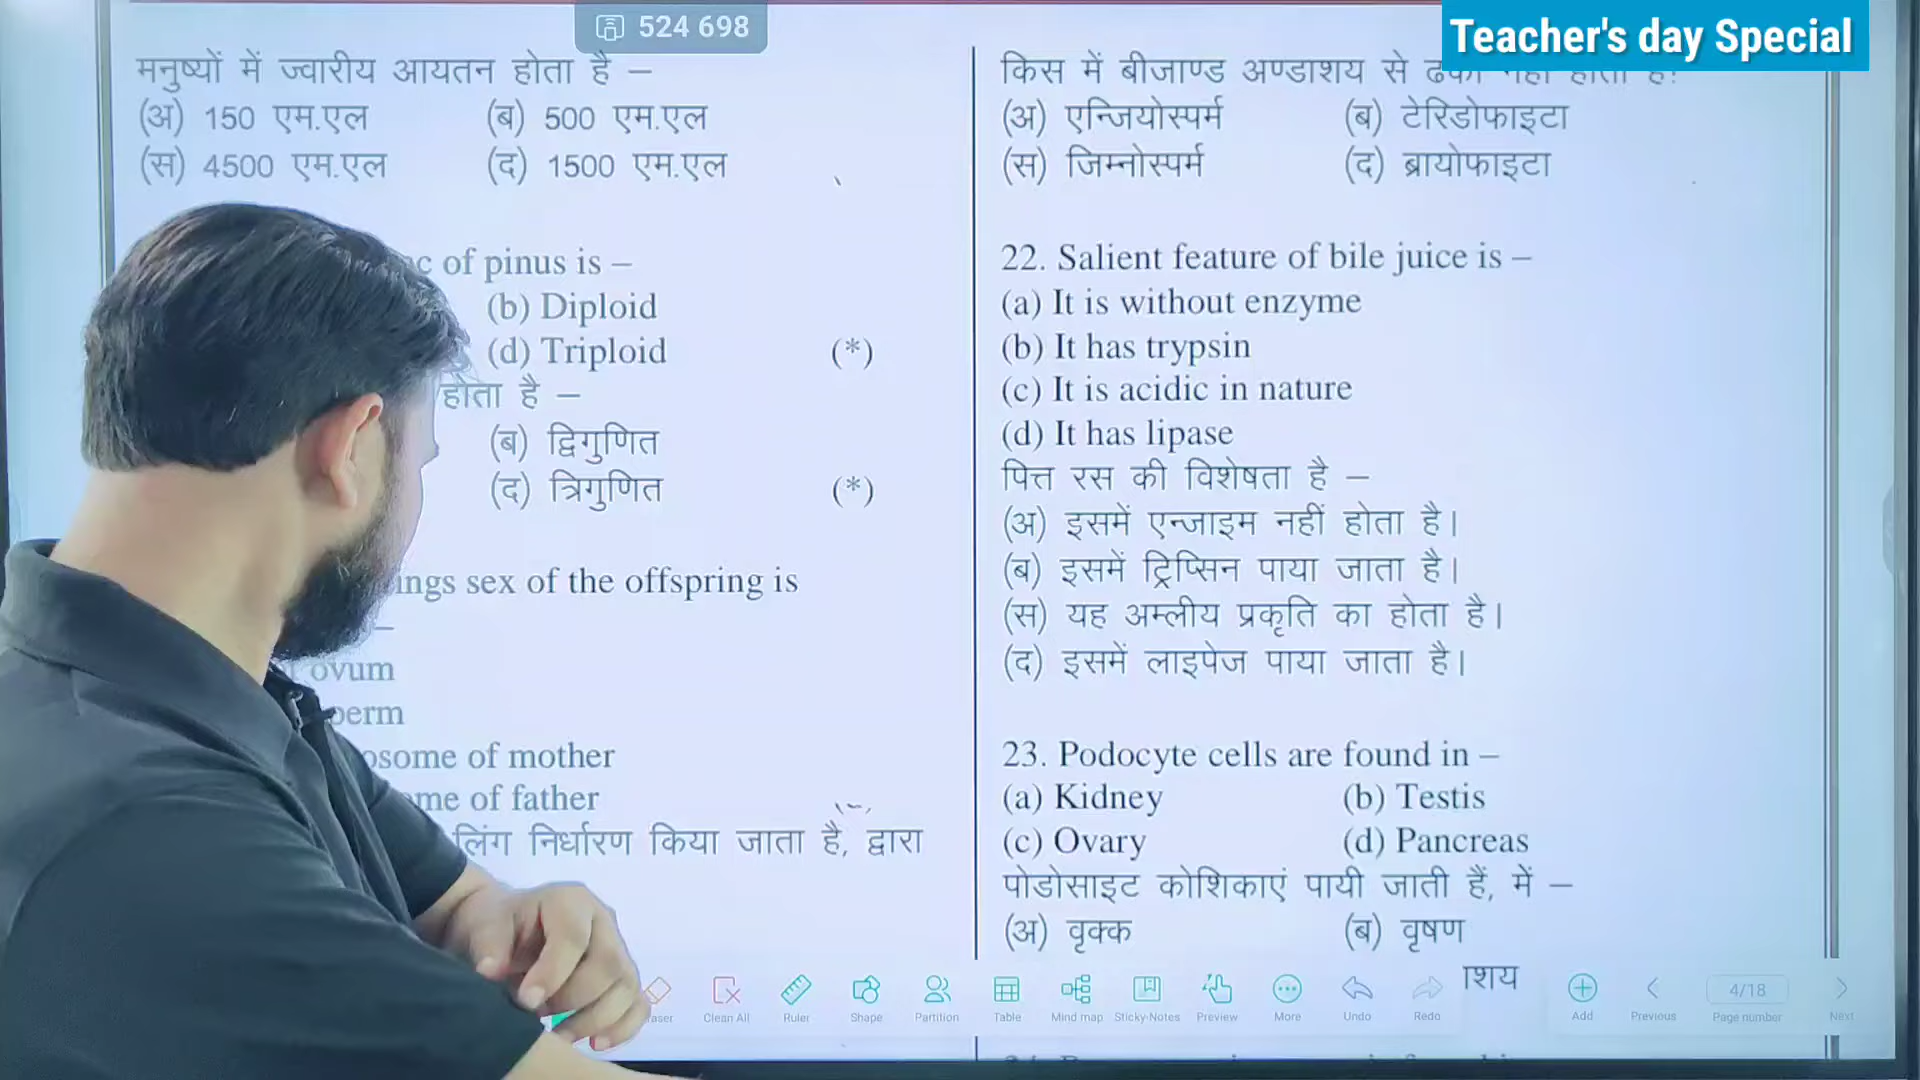 524 698
Teacher's day Special
मनुष्यों में ज्वारीय आयतन होता है –
(अ) 150 एम.एल (ब) 500 एम.एल
(स) 4500 एम.एल (द) 1500 एम.एल
of pinus is –
(b) Diploid
(d) Triploid (*)
होता है –
(ब) द्विगुणित
(द) त्रिगुणित (*)
ings sex of the offspring is
–
ovum
perm
osome of mother
me of father
लिंग निर्धारण किया जाता है, द्वारा
किस में बीजाण्ड अण्डाशय से ढका नहीं होता है?
(अ) एन्जियोस्पर्म (ब) टेरिडोफाइटा
(स) जिम्नोस्पर्म (द) ब्रायोफाइटा
22. Salient feature of bile juice is –
(a) It is without enzyme
(b) It has trypsin
(c) It is acidic in nature
(d) It has lipase
पित्त रस की विशेषता है –
(अ) इसमें एन्जाइम नहीं होता है।
(ब) इसमें ट्रिप्सिन पाया जाता है।
(स) यह अम्लीय प्रकृति का होता है।
(द) इसमें लाइपेज पाया जाता है।
23. Podocyte cells are found in –
(a) Kidney (b) Testis
(c) Ovary (d) Pancreas
पोडोसाइट कोशिकाएं पायी जाती हैं, में –
(अ) वृक्क (ब) वृषण
ाशय
aser Clean All Ruler Shape Partition Table Mind map Sticky-Notes Preview More Undo Redo Add Previous 4/18 Page number Next